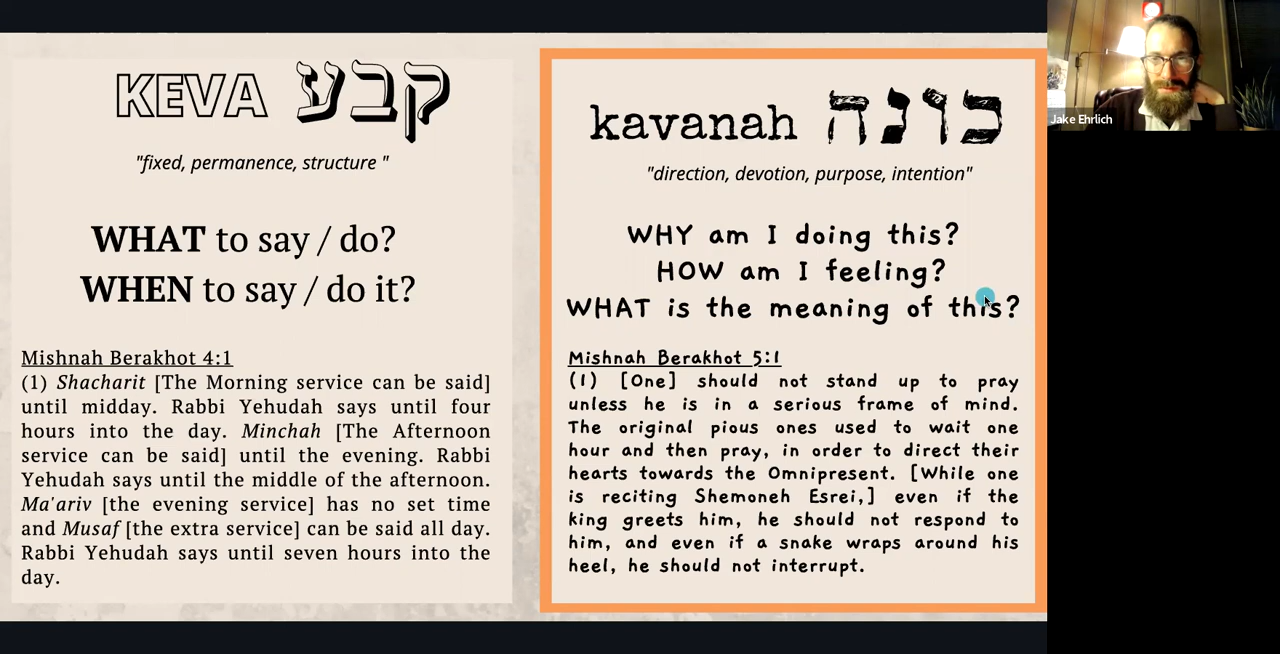 KEVA קבע
"fixed, permanence, structure "
WHAT to say / do?
WHEN to say / do it?
Mishnah Berakhot 4:1
(1) Shacharit [The Morning service can be said]
until midday. Rabbi Yehudah says until four
hours into the day. Minchah [The Afternoon
service can be said] until the evening. Rabbi
Yehudah says until the middle of the afternoon.
Ma'ariv [the evening service] has no set time
and Musaf [the extra service] can be said all day.
Rabbi Yehudah says until seven hours into the
day.
kavanah כונה
"direction, devotion, purpose, intention"
WHY am I doing this?
HOW am I feeling?
WHAT is the meaning of this?
Mishnah Berakhot 5:1
(1) [One] should not stand up to pray
unless he is in a serious frame of mind.
The original pious ones used to wait one
hour and then pray, in order to direct their
hearts towards the Omnipresent. [While one
is reciting Shemoneh Esrei,] even if the
king greets him, he should not respond to
him, and even if a snake wraps around his
heel, he should not interrupt.
Jake Ehrlich